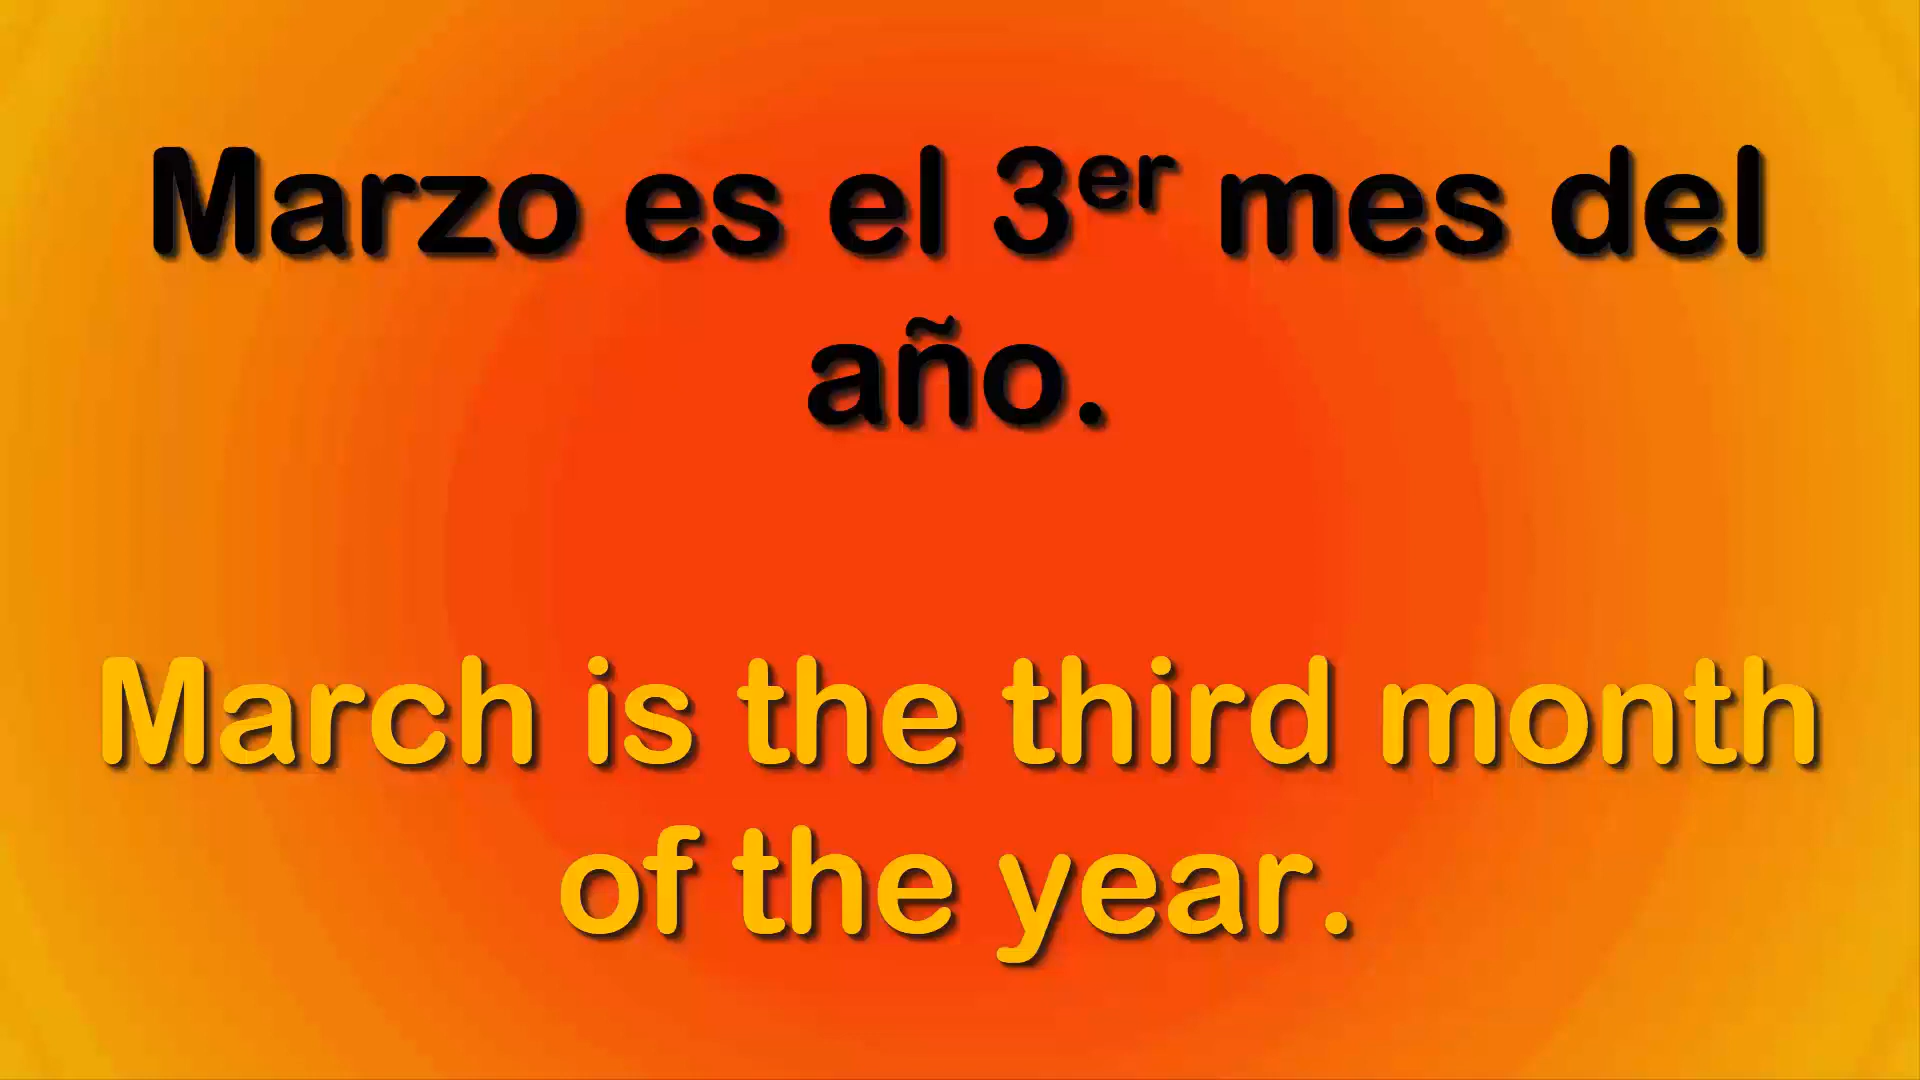 Marzo es el 3er mes del
año.
March is the third month
of the year.